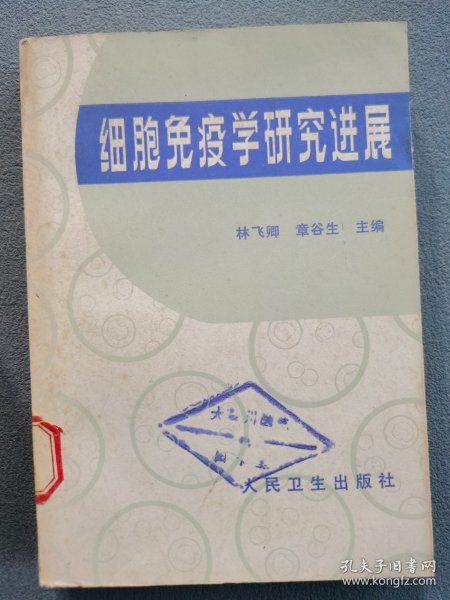 细胞免疫学研究进展
林飞卿 章谷生 主编
人民卫生出版社
孔夫子旧书网
www.kongfz.com